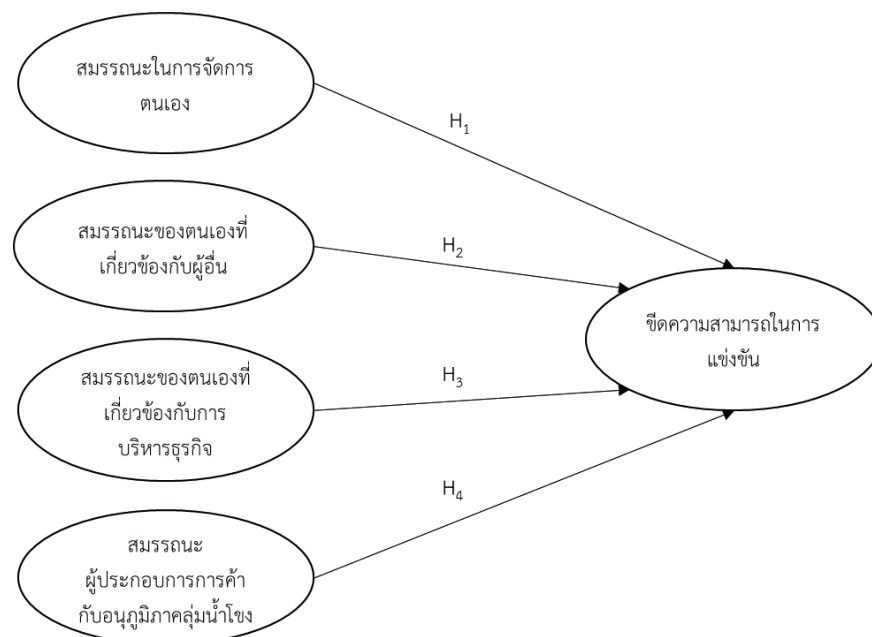 สมรรถนะในการจัดการ
ตนเอง
H₁
สมรรถนะของตนเองที่
เกี่ยวข้องกับผู้อื่น
H₂
ขีดความสามารถในการ
แข่งขัน
สมรรถนะของตนเองที่
เกี่ยวข้องกับการ
บริหารธุรกิจ
H₃
H₄
สมรรถนะ
ผู้ประกอบการการค้า
กับอนุภูมิภาคลุ่มน้ำโขง